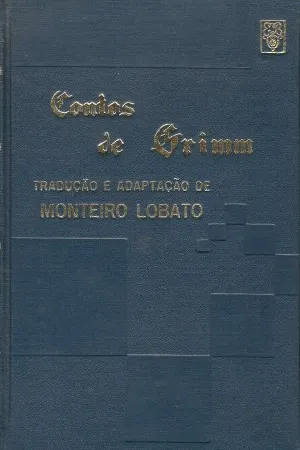 Contos
de Grimm
TRADUÇÃO E ADAPTAÇÃO DE
MONTEIRO LOBATO